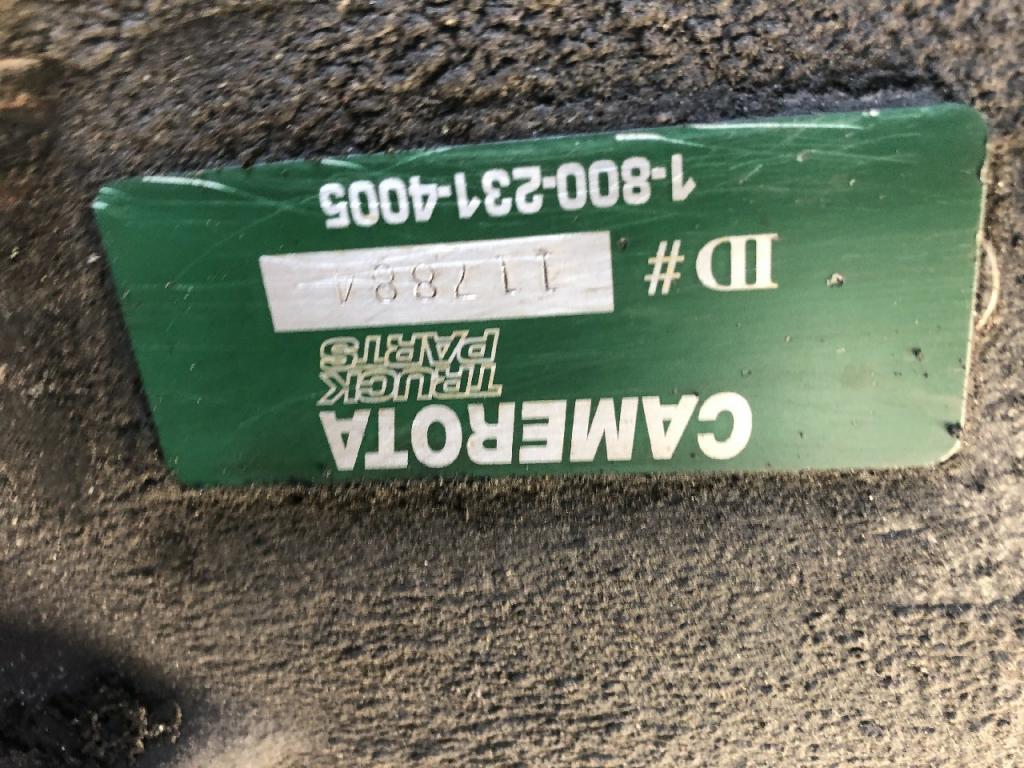 CAMEROTA
TRUCK
PARTS
ID # 117884
1-800-231-4005